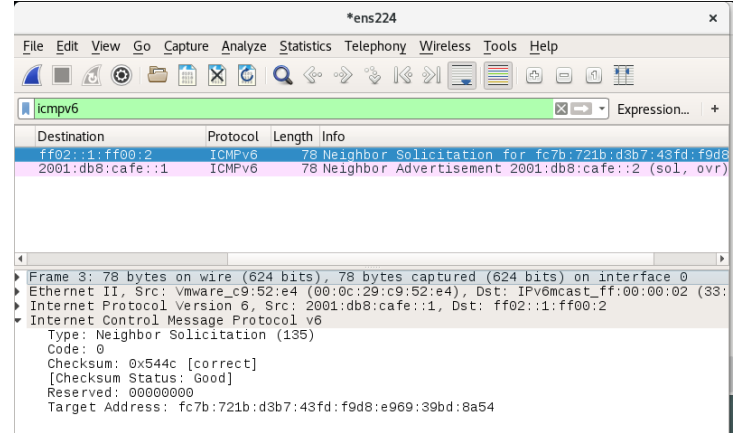 *ens224 ×
File Edit View Go Capture Analyze Statistics Telephony Wireless Tools Help
icmpv6 Expression... +
Destination Protocol Length Info
ff02::1:ff00:2 ICMPv6 78 Neighbor Solicitation for fc7b:721b:d3b7:43fd:f9d8
2001:db8:cafe::1 ICMPv6 78 Neighbor Advertisement 2001:db8:cafe::2 (sol, ovr)
Frame 3: 78 bytes on wire (624 bits), 78 bytes captured (624 bits) on interface 0
Ethernet II, Src: Vmware_c9:52:e4 (00:0c:29:c9:52:e4), Dst: IPv6mcast_ff:00:00:02 (33:
Internet Protocol Version 6, Src: 2001:db8:cafe::1, Dst: ff02::1:ff00:2
Internet Control Message Protocol v6
Type: Neighbor Solicitation (135)
Code: 0
Checksum: 0x544c [correct]
[Checksum Status: Good]
Reserved: 00000000
Target Address: fc7b:721b:d3b7:43fd:f9d8:e969:39bd:8a54